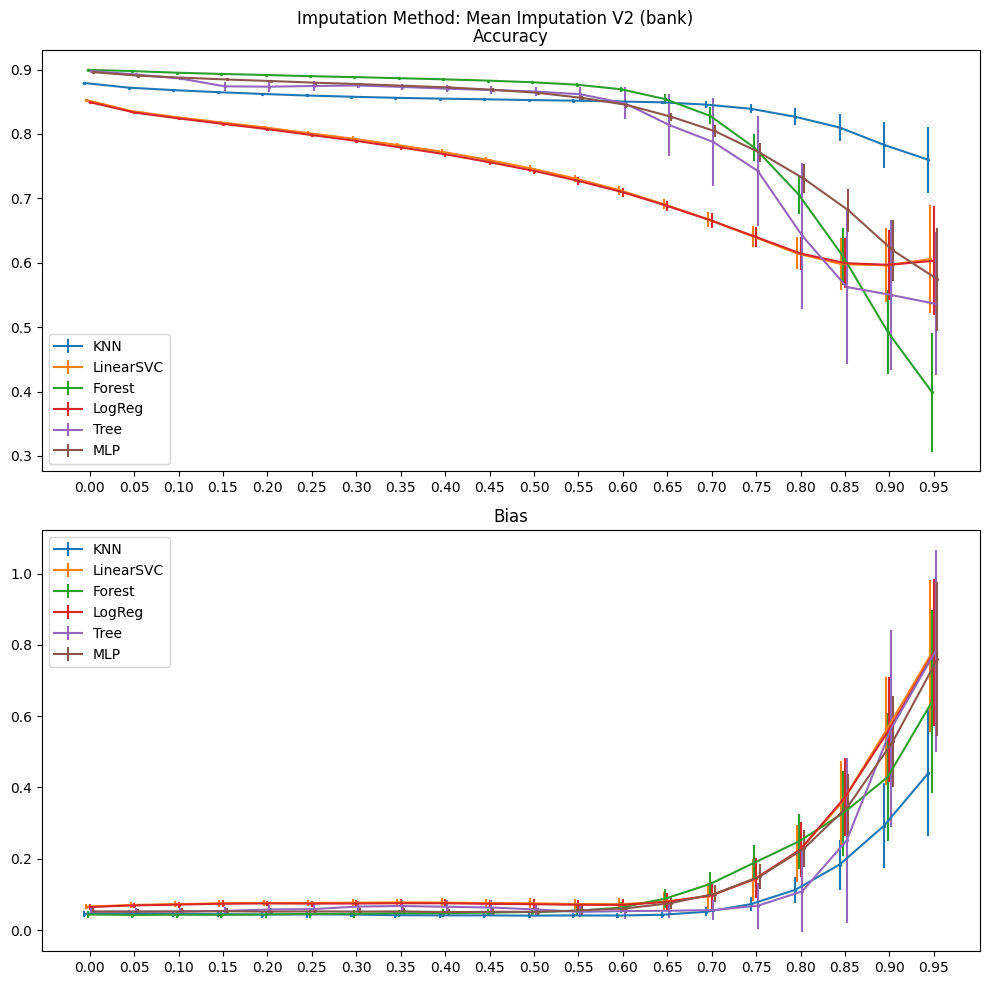 Imputation Method: Mean Imputation V2 (bank)
Accuracy
0.9
0.8
0.7
0.6
0.5
0.4
0.3
KNN
LinearSVC
Forest
LogReg
Tree
MLP
0.00 0.05 0.10 0.15 0.20 0.25 0.30 0.35 0.40 0.45 0.50 0.55 0.60 0.65 0.70 0.75 0.80 0.85 0.90 0.95
Bias
KNN
LinearSVC
Forest
LogReg
Tree
MLP
1.0
0.8
0.6
0.4
0.2
0.0
0.00 0.05 0.10 0.15 0.20 0.25 0.30 0.35 0.40 0.45 0.50 0.55 0.60 0.65 0.70 0.75 0.80 0.85 0.90 0.95